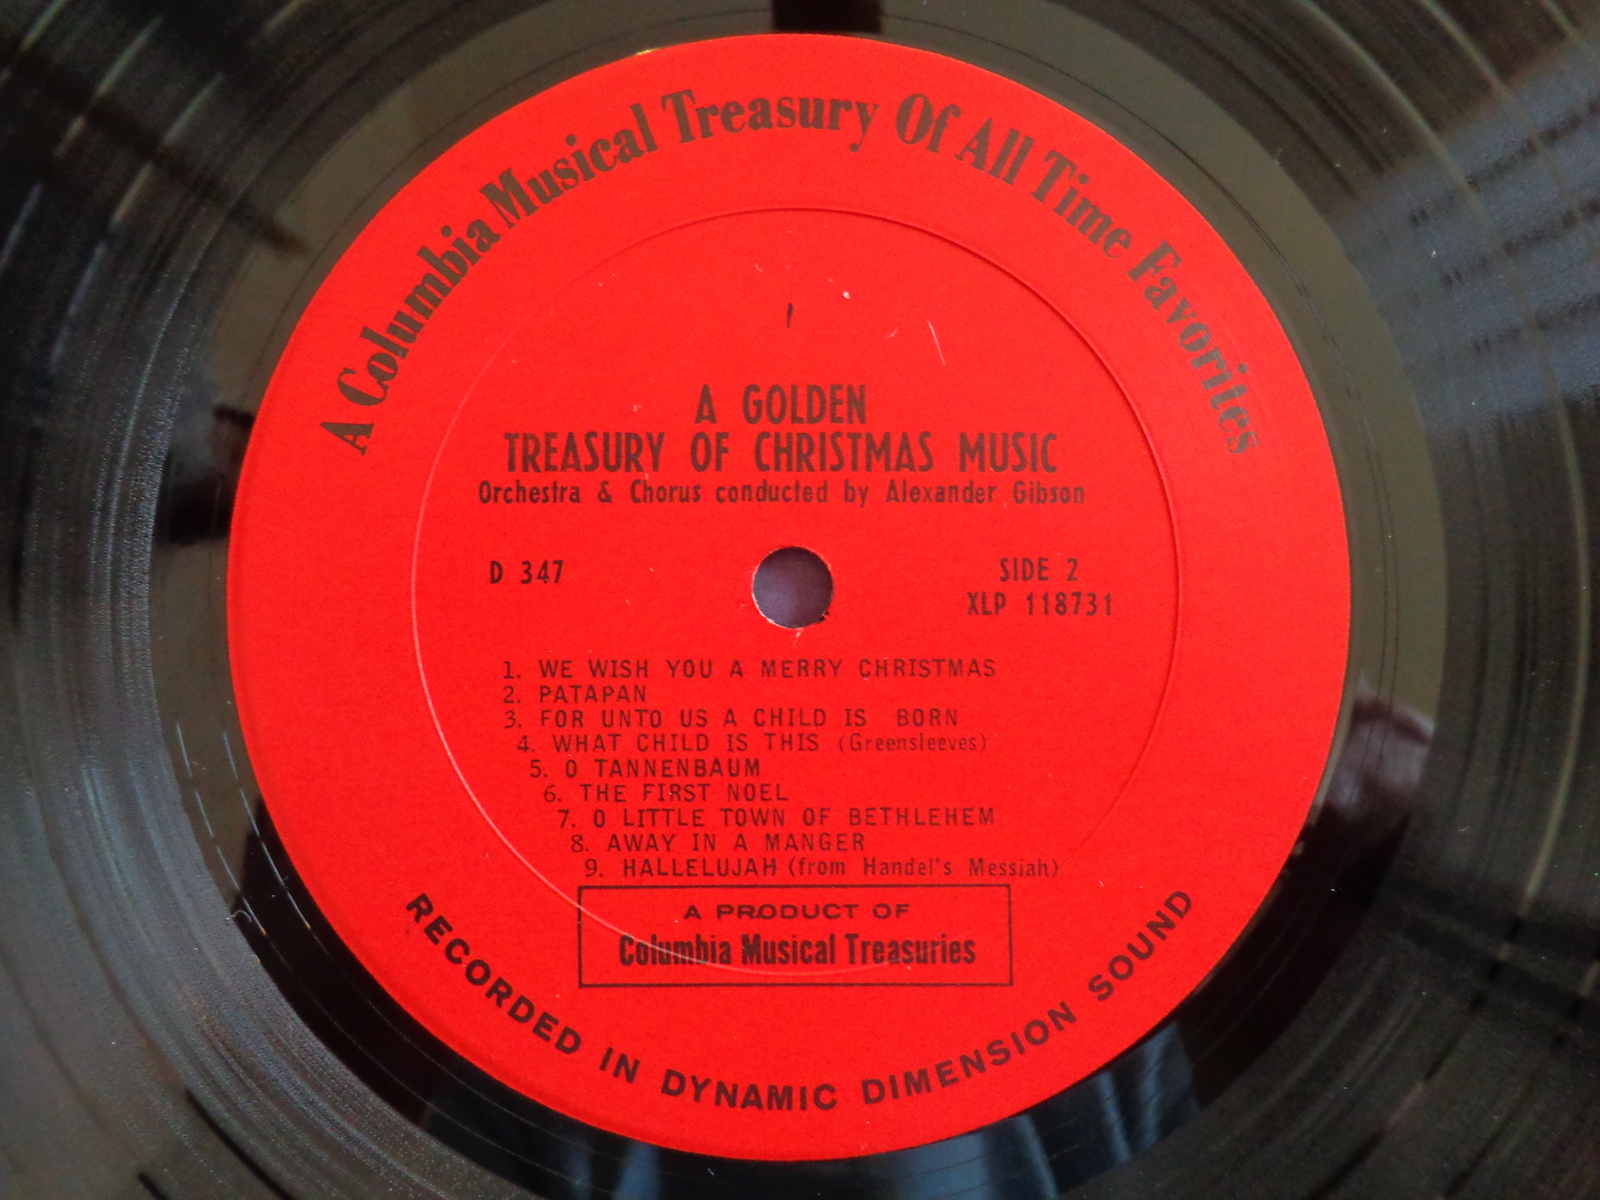 A Columbia Musical Treasury Of All Time Favorites
A GOLDEN
TREASURY OF CHRISTMAS MUSIC
Orchestra & Chorus conducted by Alexander Gibson
D 347
SIDE 2
XLP 118731
1. WE WISH YOU A MERRY CHRISTMAS
2. PATAPAN
3. FOR UNTO US A CHILD IS BORN
4. WHAT CHILD IS THIS (Greensleeves)
5. O TANNENBAUM
6. THE FIRST NOEL
7. O LITTLE TOWN OF BETHLEHEM
8. AWAY IN A MANGER
9. HALLELUJAH (from Handel's Messiah)
A PRODUCT OF
Columbia Musical Treasuries
RECORDED IN DYNAMIC DIMENSION SOUND